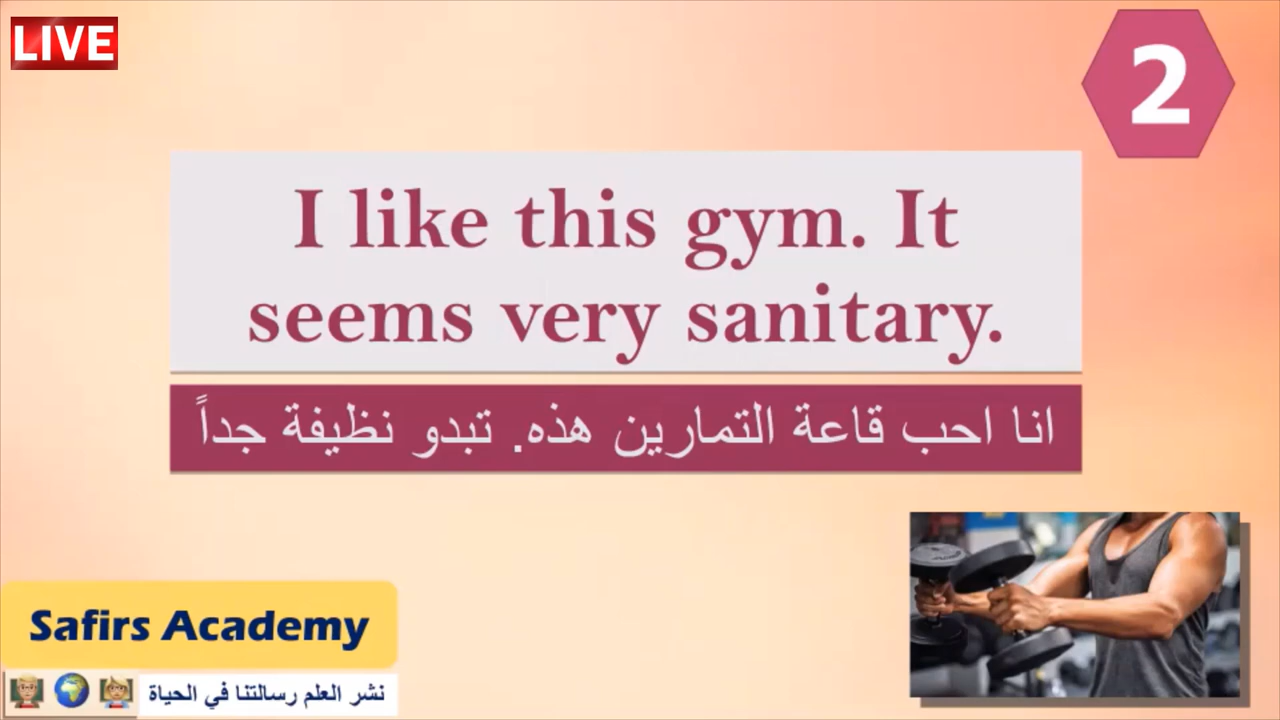 LIVE
2
I like this gym. It
seems very sanitary.
انا احب قاعة التمارين هذه. تبدو نظيفة جداً
Safirs Academy
نشر العلم رسالتنا في الحياة